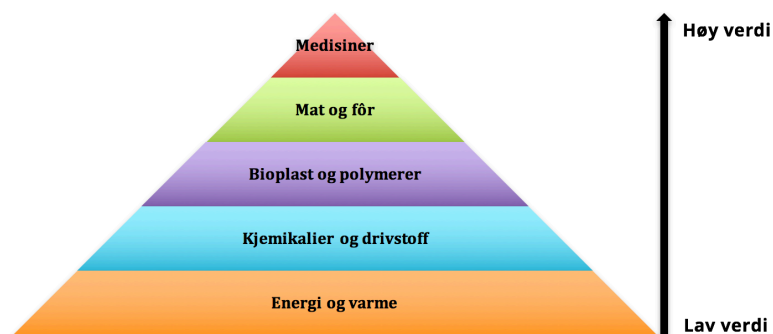 Medisiner
Høy verdi
Mat og fôr
Bioplast og polymerer
Kjemikalier og drivstoff
Energi og varme
Lav verdi